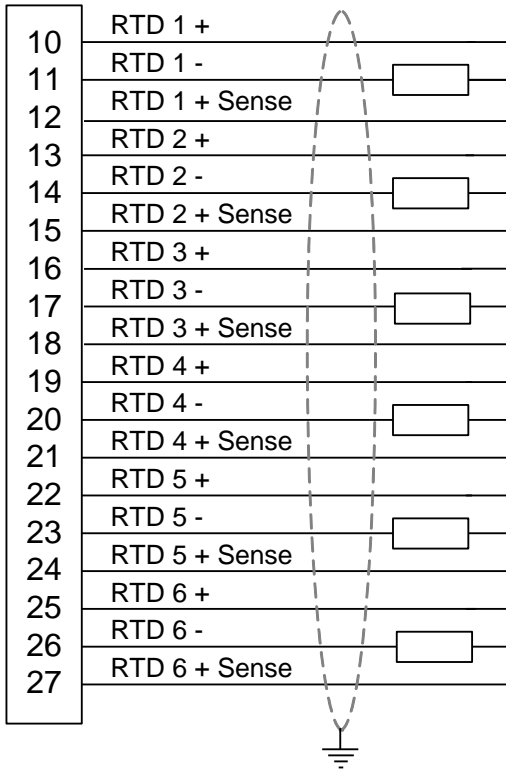 10 RTD 1 +
11 RTD 1 -
12 RTD 1 + Sense
13 RTD 2 +
14 RTD 2 -
15 RTD 2 + Sense
16 RTD 3 +
17 RTD 3 -
18 RTD 3 + Sense
19 RTD 4 +
20 RTD 4 -
21 RTD 4 + Sense
22 RTD 5 +
23 RTD 5 -
24 RTD 5 + Sense
25 RTD 6 +
26 RTD 6 -
27 RTD 6 + Sense